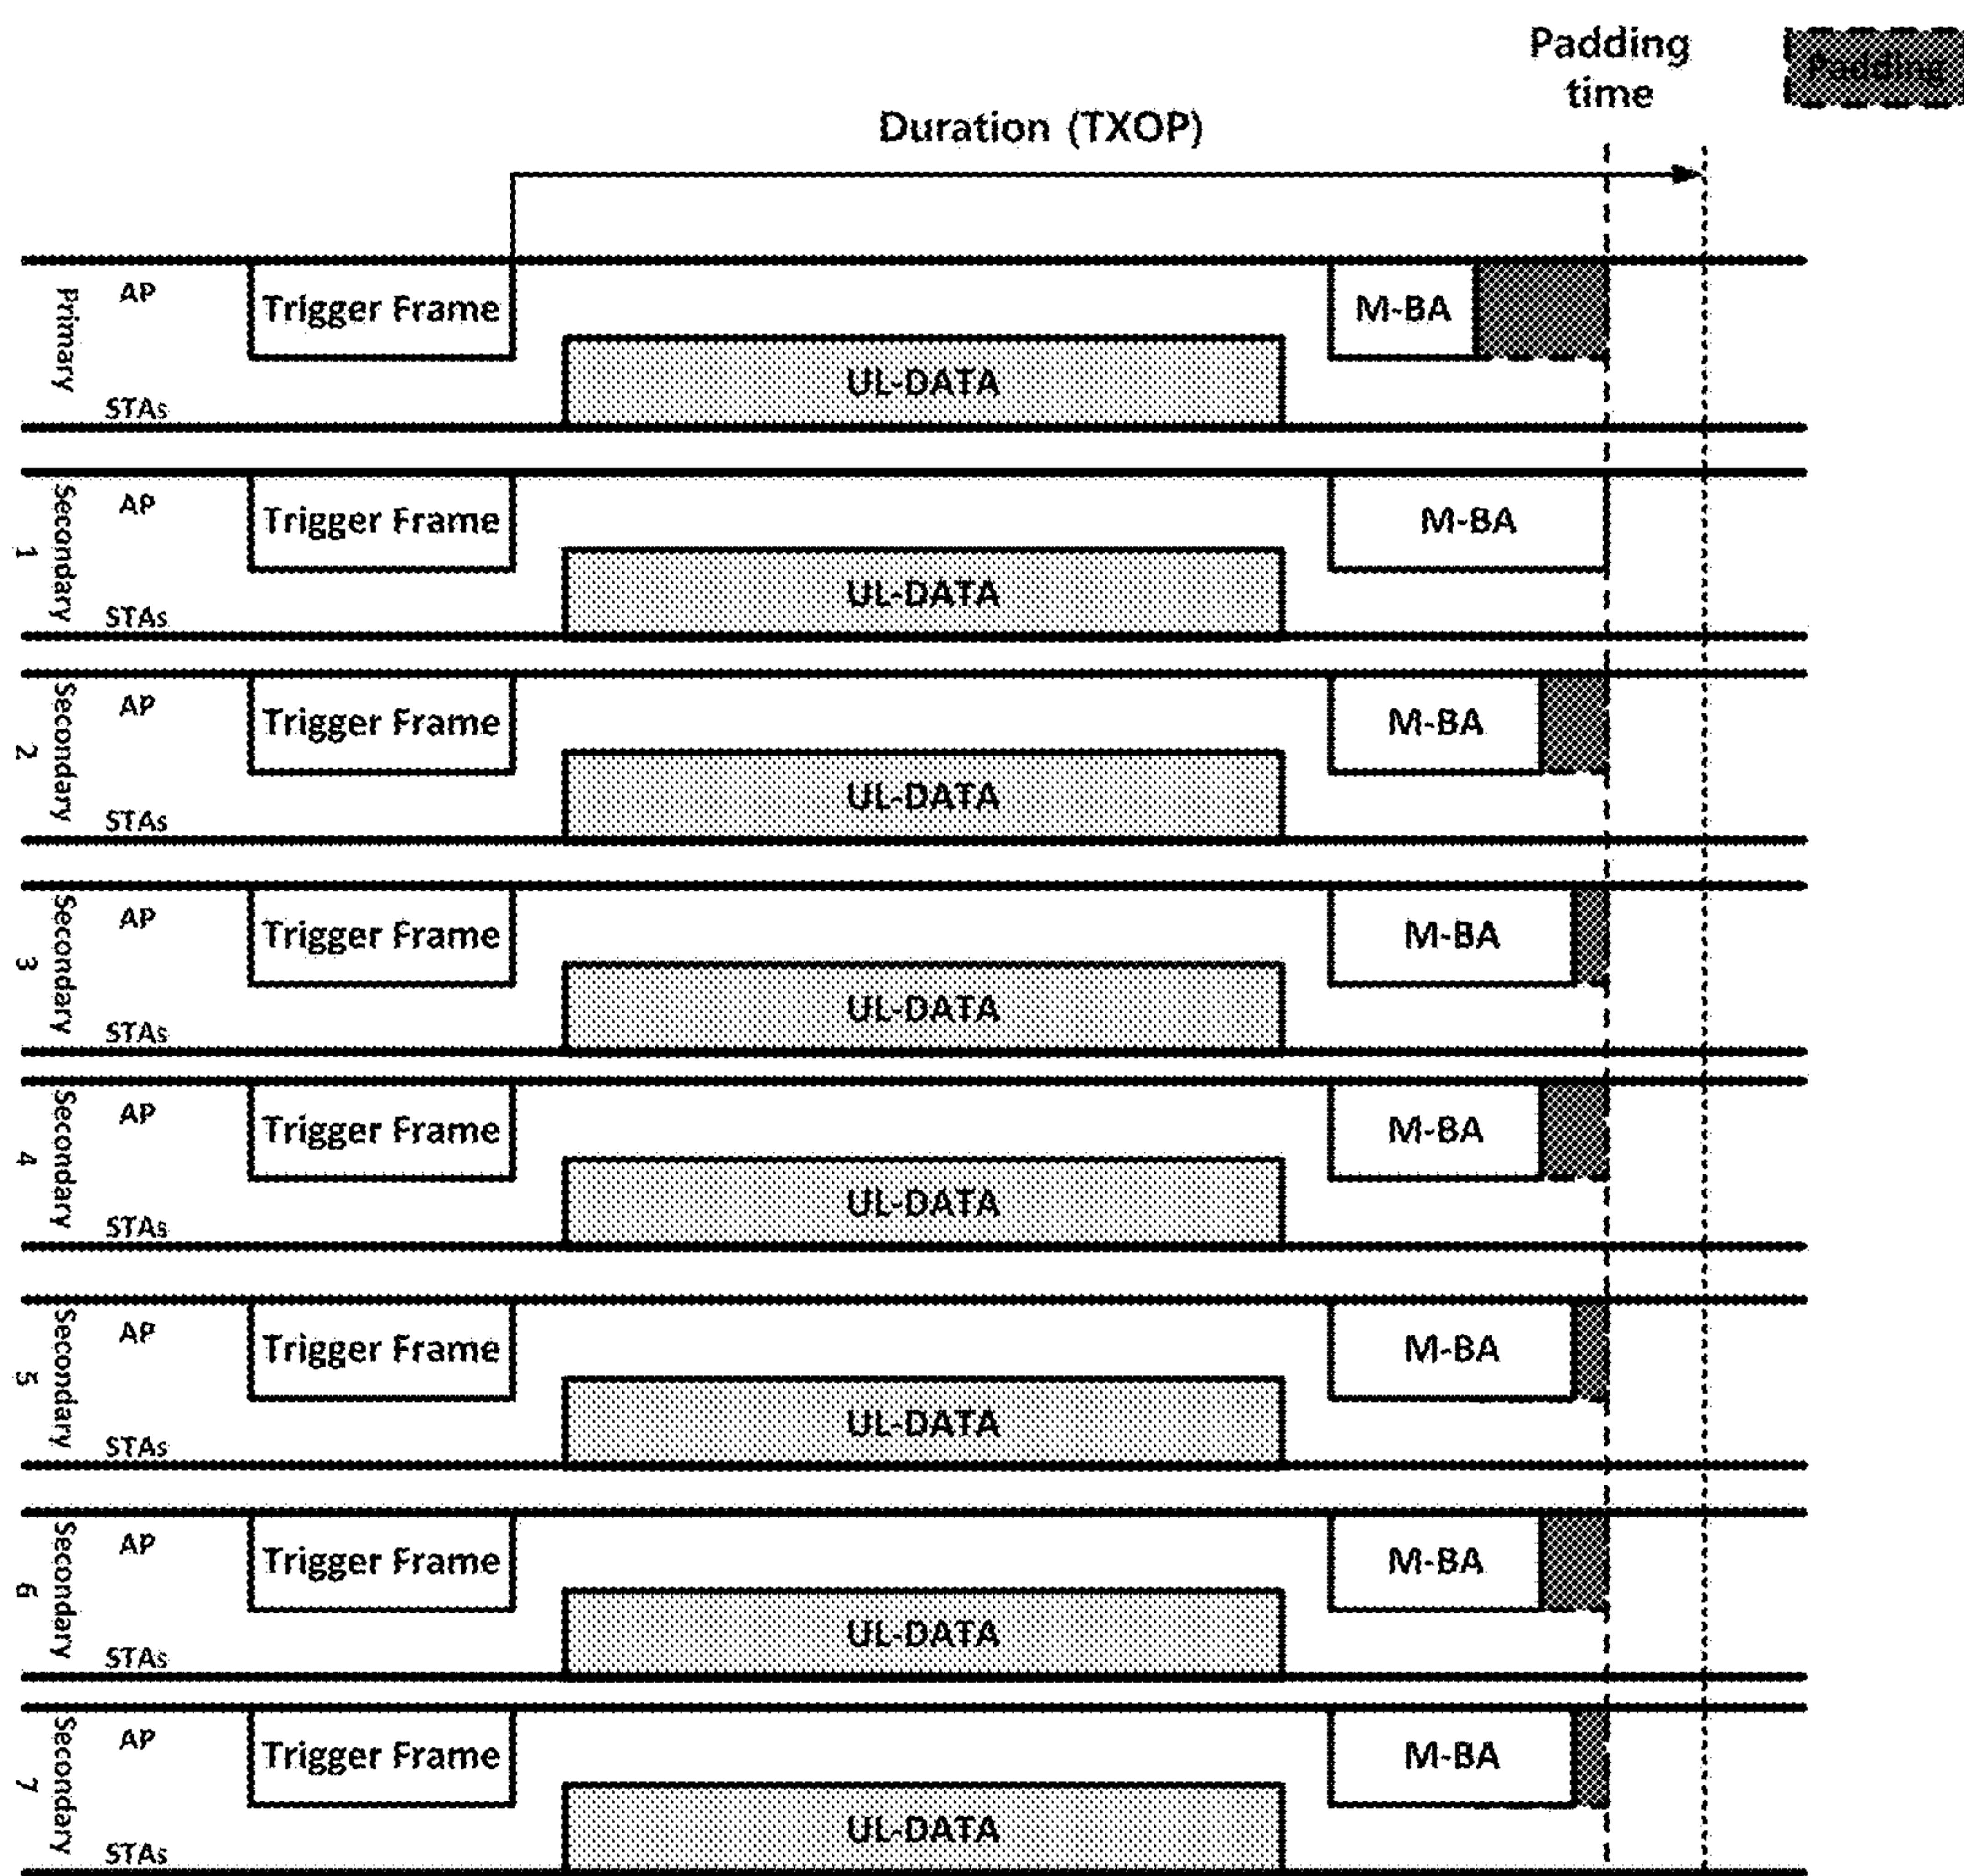 Padding
time
Padding
Duration (TXOP)
Primary
AP
Trigger Frame
M-BA
UL-DATA
STAs
Secondary
1
AP
Trigger Frame
M-BA
UL-DATA
STAs
Secondary
2
AP
Trigger Frame
M-BA
UL-DATA
STAs
Secondary
3
AP
Trigger Frame
M-BA
UL-DATA
STAs
Secondary
4
AP
Trigger Frame
M-BA
UL-DATA
STAs
Secondary
5
AP
Trigger Frame
M-BA
UL-DATA
STAs
Secondary
6
AP
Trigger Frame
M-BA
UL-DATA
STAs
Secondary
7
AP
Trigger Frame
M-BA
UL-DATA
STAs